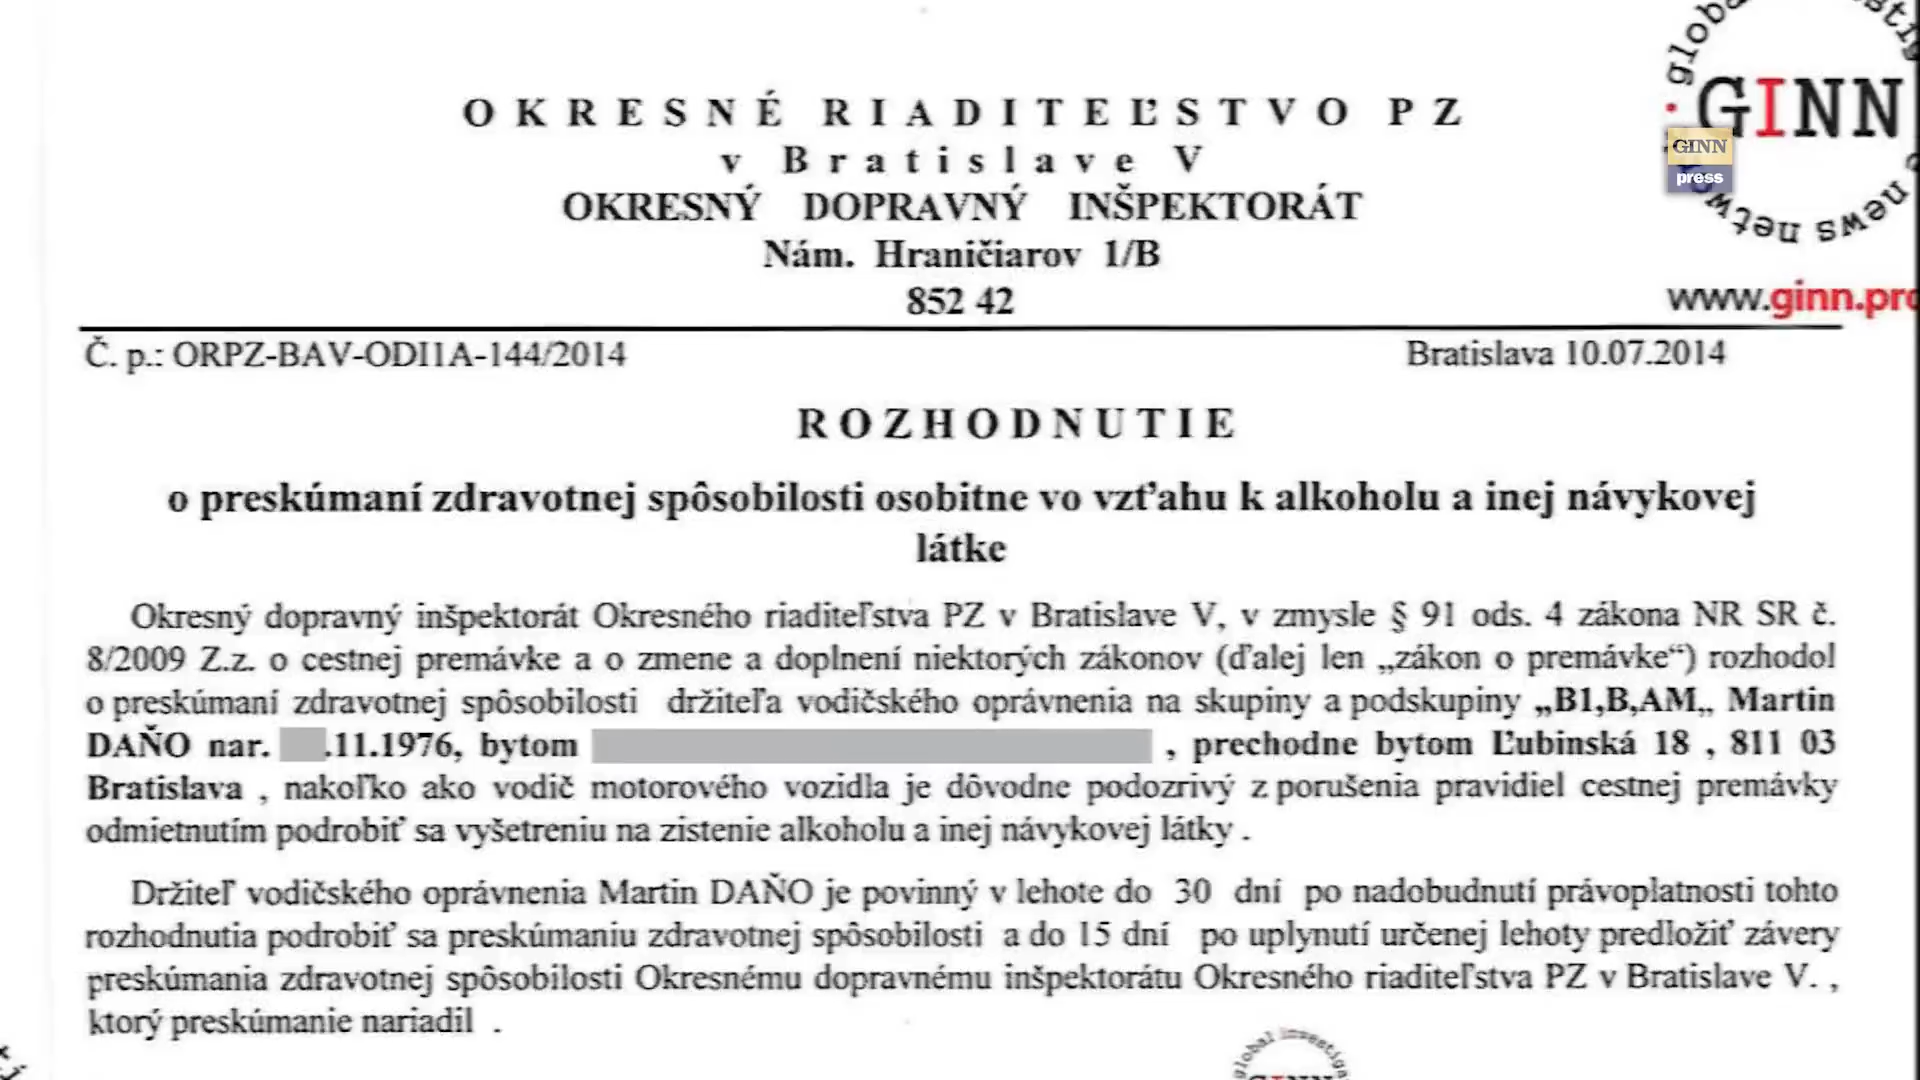 OKRESNÉ RIADITEĽSTVO PZ
v Bratislave V
OKRESNÝ DOPRAVNÝ INŠPEKTORÁT
Nám. Hraničiarov 1/B
852 42
GINN
GINN
press
www.ginn.pro
Č. p.: ORPZ-BAV-ODI1A-144/2014 Bratislava 10.07.2014
ROZHODNUTIE
o preskúmaní zdravotnej spôsobilosti osobitne vo vzťahu k alkoholu a inej návykovej
látke
Okresný dopravný inšpektorát Okresného riaditeľstva PZ v Bratislave V, v zmysle § 91 ods. 4 zákona NR SR č.
8/2009 Z.z. o cestnej premávke a o zmene a doplnení niektorých zákonov (ďalej len „zákon o premávke“) rozhodol
o preskúmaní zdravotnej spôsobilosti držiteľa vodičského oprávnenia na skupiny a podskupiny „B1,B,AM„ Martin
DAŇO nar. .11.1976, bytom , prechodne bytom Ľubinská 18 , 811 03
Bratislava , nakoľko ako vodič motorového vozidla je dôvodne podozrivý z porušenia pravidiel cestnej premávky
odmietnutím podrobiť sa vyšetreniu na zistenie alkoholu a inej návykovej látky .
Držiteľ vodičského oprávnenia Martin DAŇO je povinný v lehote do 30 dní po nadobudnutí právoplatnosti tohto
rozhodnutia podrobiť sa preskúmaniu zdravotnej spôsobilosti a do 15 dní po uplynutí určenej lehoty predložiť závery
preskúmania zdravotnej spôsobilosti Okresnému dopravnému inšpektorátu Okresného riaditeľstva PZ v Bratislave V. ,
ktorý preskúmanie nariadil .